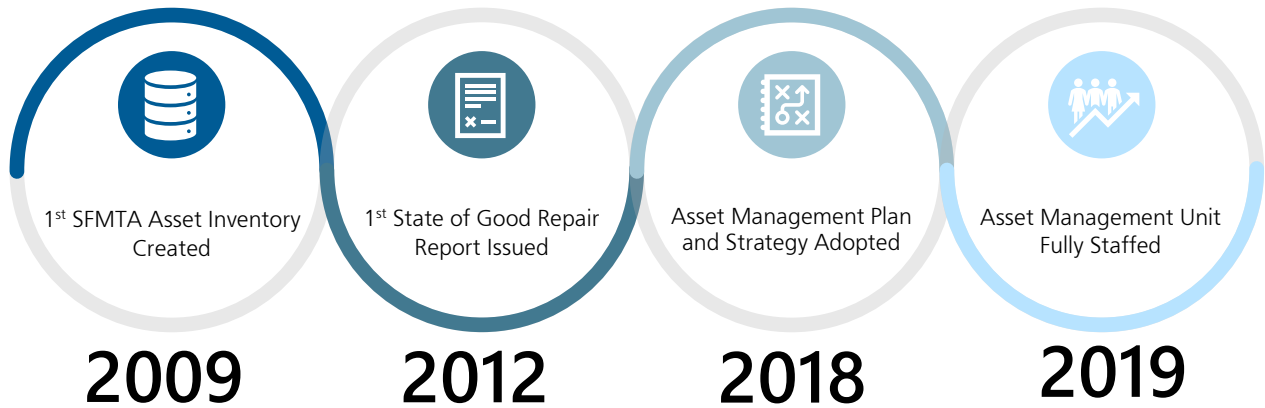 1st SFMTA Asset Inventory
Created
1st State of Good Repair
Report Issued
Asset Management Plan
and Strategy Adopted
Asset Management Unit
Fully Staffed
2009
2012
2018
2019